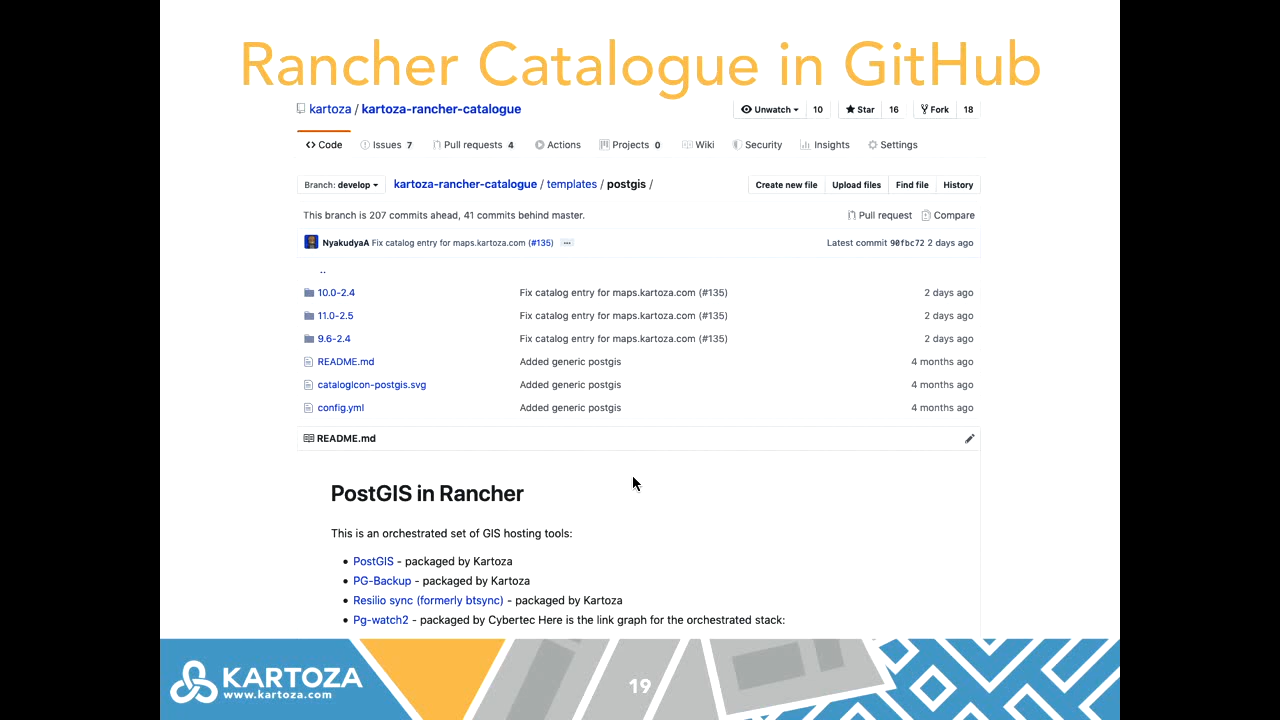 Rancher Catalogue in GitHub
kartoza / kartoza-rancher-catalogue Unwatch 10 Star 16 Fork 18
Code Issues 7 Pull requests 4 Actions Projects 0 Wiki Security Insights Settings
Branch: develop kartoza-rancher-catalogue / templates / postgis / Create new file Upload files Find file History
This branch is 207 commits ahead, 41 commits behind master. Pull request Compare
NyakudyaA Fix catalog entry for maps.kartoza.com (#135) ... Latest commit 90fbc72 2 days ago
..
10.0-2.4 Fix catalog entry for maps.kartoza.com (#135) 2 days ago
11.0-2.5 Fix catalog entry for maps.kartoza.com (#135) 2 days ago
9.6-2.4 Fix catalog entry for maps.kartoza.com (#135) 2 days ago
README.md Added generic postgis 4 months ago
catalogIcon-postgis.svg Added generic postgis 4 months ago
config.yml Added generic postgis 4 months ago
README.md
PostGIS in Rancher
This is an orchestrated set of GIS hosting tools:
• PostGIS - packaged by Kartoza
• PG-Backup - packaged by Kartoza
• Resilio sync (formerly btsync) - packaged by Kartoza
• Pg-watch2 - packaged by Cybertec Here is the link graph for the orchestrated stack:
KARTOZA
www.kartoza.com
19